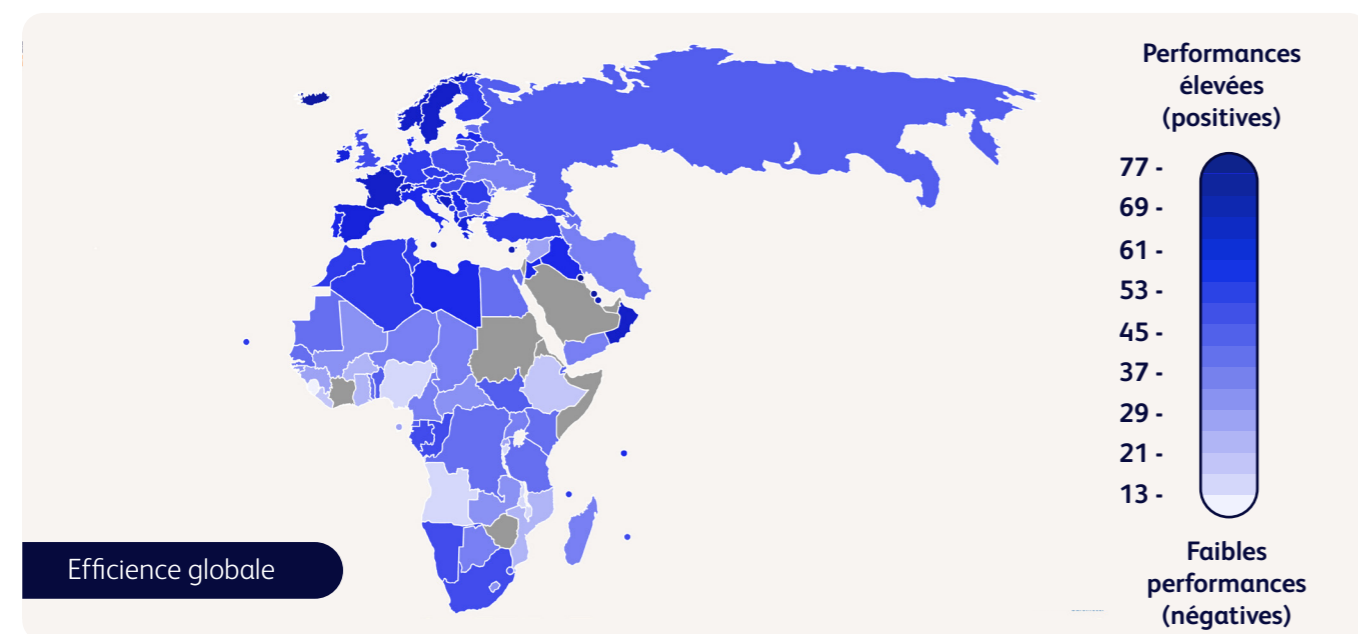 Performances
élevées
(positives)
77 -
69 -
61 -
53 -
45 -
37 -
29 -
21 -
13 -
Faibles
performances
(négatives)
Efficience globale